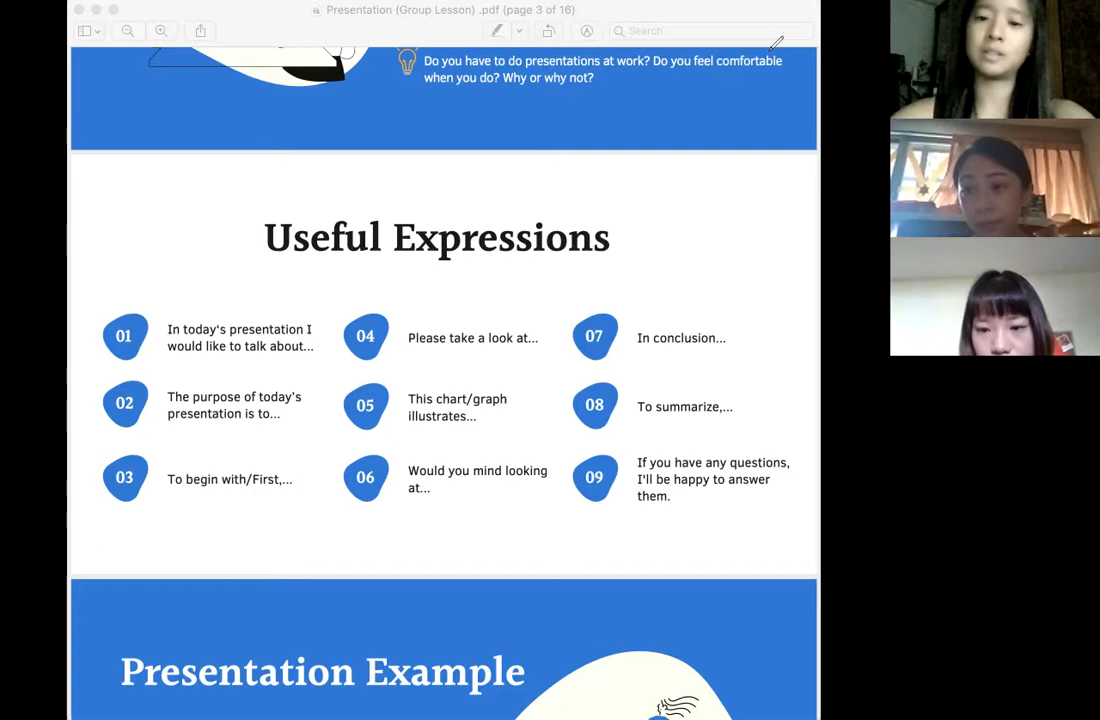 Presentation (Group Lesson) .pdf (page 3 of 16)
Search
Do you have to do presentations at work? Do you feel comfortable
when you do? Why or why not?
Useful Expressions
01
In today's presentation I
would like to talk about...
02
The purpose of today's
presentation is to...
03
To begin with/First,...
04
Please take a look at...
05
This chart/graph
illustrates...
06
Would you mind looking
at...
07
In conclusion...
08
To summarize,...
09
If you have any questions,
I'll be happy to answer
them.
Presentation Example